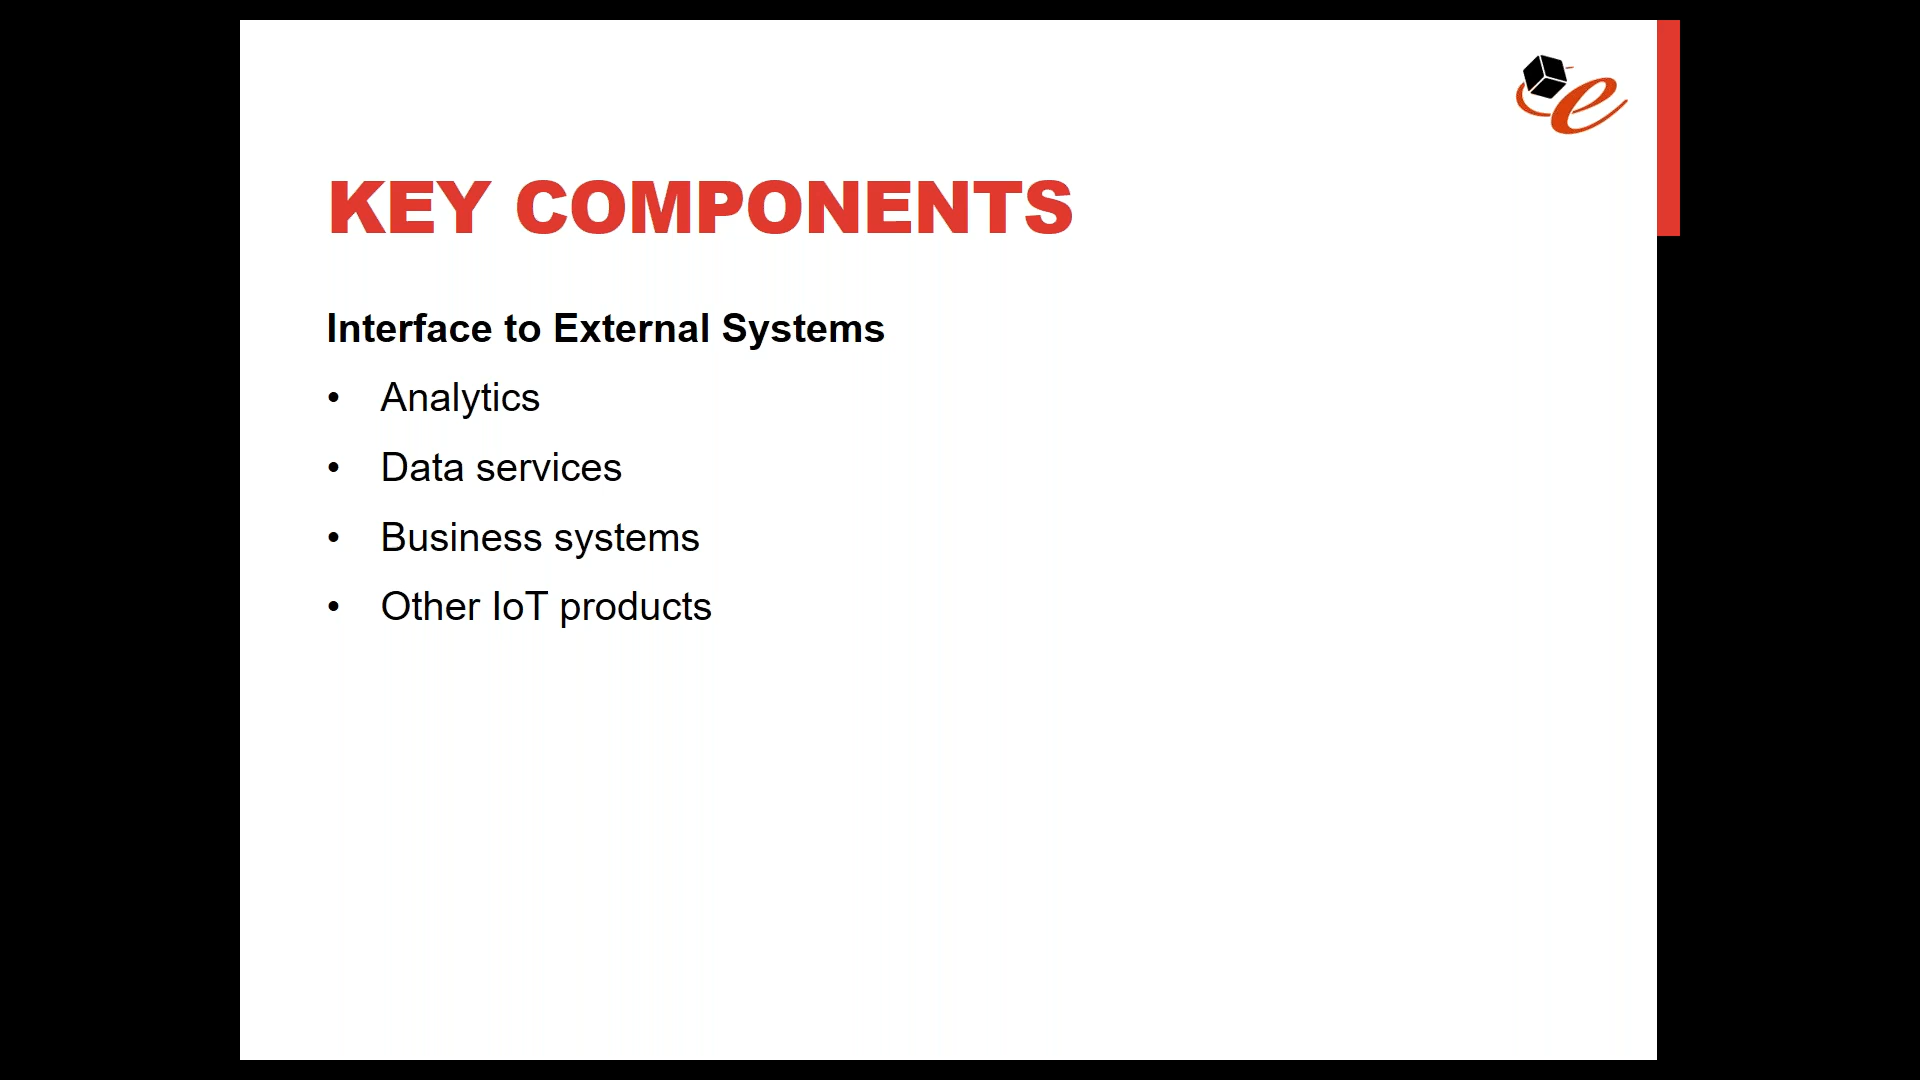 KEY COMPONENTS
Interface to External Systems
• Analytics
• Data services
• Business systems
• Other IoT products
e